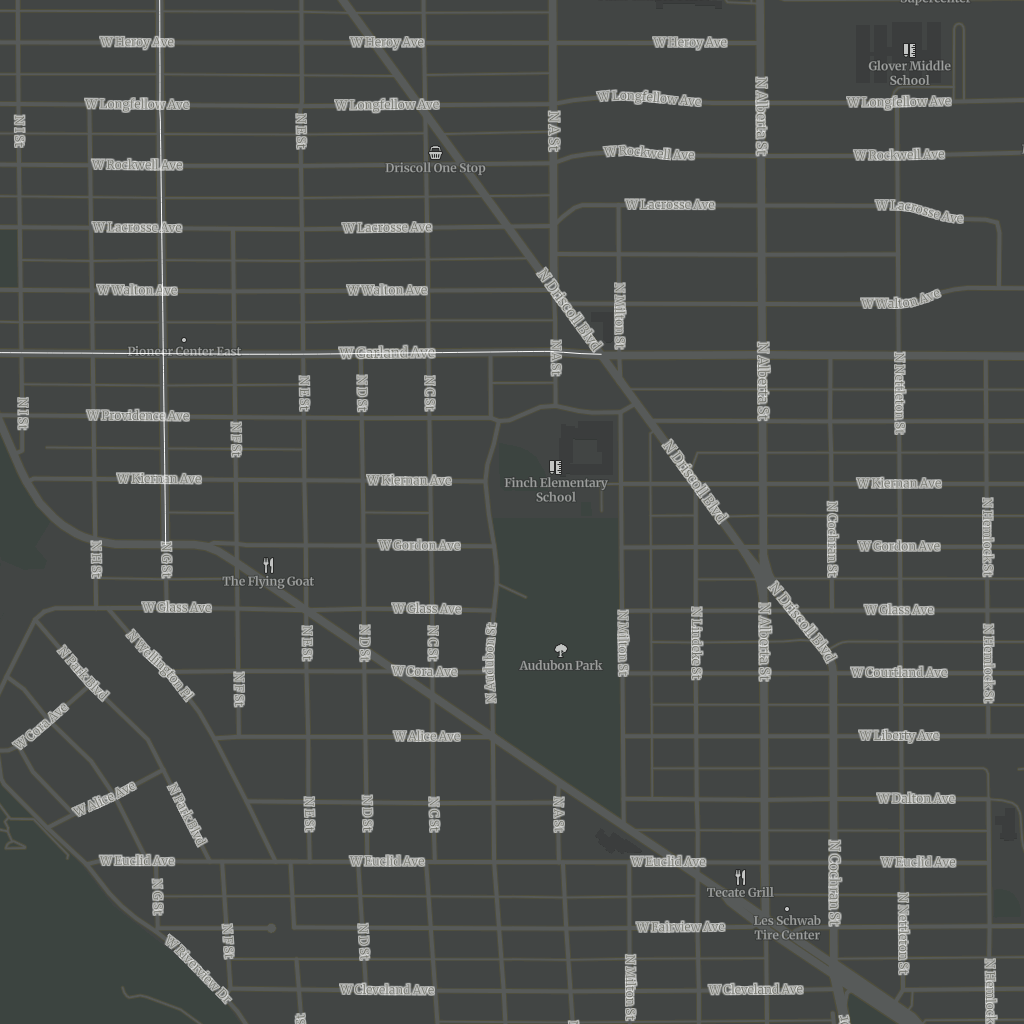 Supercenter
W Heroy Ave
W Heroy Ave
W Heroy Ave
Glover Middle
School
W Longfellow Ave
W Longfellow Ave
W Longfellow Ave
W Longfellow Ave
N I St
N E St
N A St
N Alberta St
Driscoll One Stop
W Rockwell Ave
W Rockwell Ave
W Rockwell Ave
W Lacrosse Ave
W Lacrosse Ave
W Lacrosse Ave
W Lacrosse Ave
W Walton Ave
W Walton Ave
W Walton Ave
N Driscoll Blvd
N Milton St
Pioneer Center East
W Garland Ave
N A St
N Alberta St
N Nettleton St
N E St
N D St
N C St
N I St
W Providence Ave
N F St
N Driscoll Blvd
Finch Elementary
School
W Kiernan Ave
W Kiernan Ave
W Kiernan Ave
N Cochran St
N Hemlock St
W Gordon Ave
W Gordon Ave
N H St
N G St
The Flying Goat
W Glass Ave
W Glass Ave
W Glass Ave
N Driscoll Blvd
N Wellington Pl
N Park Blvd
N E St
N D St
N C St
N Audubon St
Audubon Park
N Milton St
N Lindeke St
N Alberta St
N Hemlock St
W Cora Ave
W Courtland Ave
N F St
W Cora Ave
W Alice Ave
W Liberty Ave
W Alice Ave
N Park Blvd
N E St
N D St
N C St
N A St
W Dalton Ave
W Euclid Ave
W Euclid Ave
W Euclid Ave
W Euclid Ave
N Cochran St
Tecate Grill
N G St
Les Schwab
Tire Center
W Fairview Ave
N F St
N D St
N Nettleton St
W Riverview Dr
W Cleveland Ave
W Cleveland Ave
N Milton St
N Hemlock